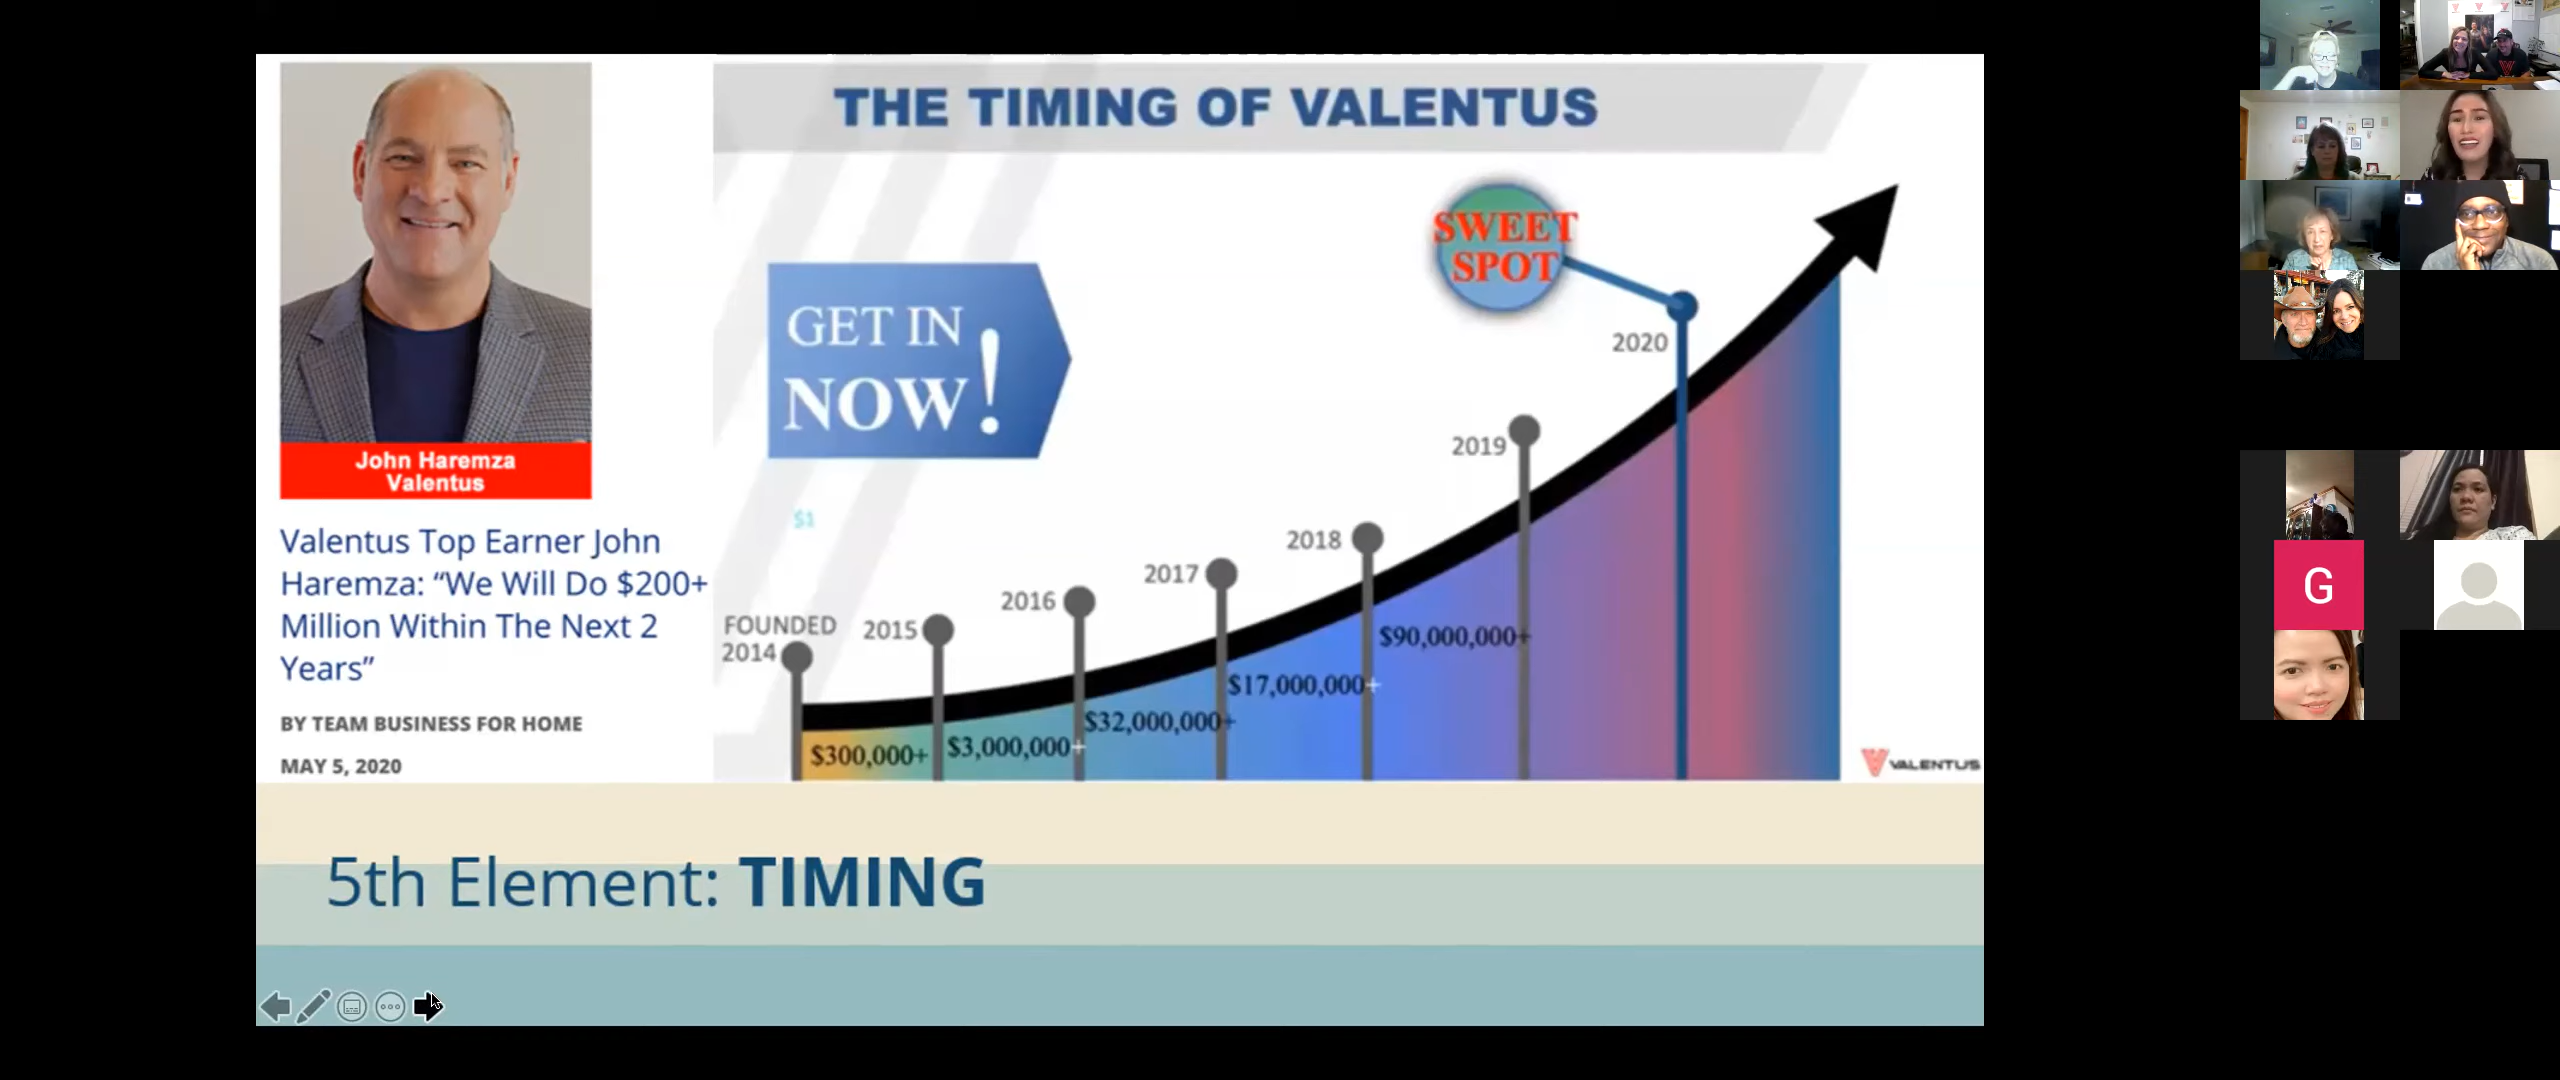 THE TIMING OF VALENTUS
John Haremza
Valentus
Valentus Top Earner John
Haremza: “We Will Do $200+
Million Within The Next 2
Years”
BY TEAM BUSINESS FOR HOME
MAY 5, 2020
GET IN
NOW!
$1
SWEET
SPOT
FOUNDED
2014
2015
2016
2017
2018
2019
2020
$300,000+
$3,000,000+
$32,000,000+
$17,000,000+
$90,000,000+
VALENTUS
5th Element: TIMING
G